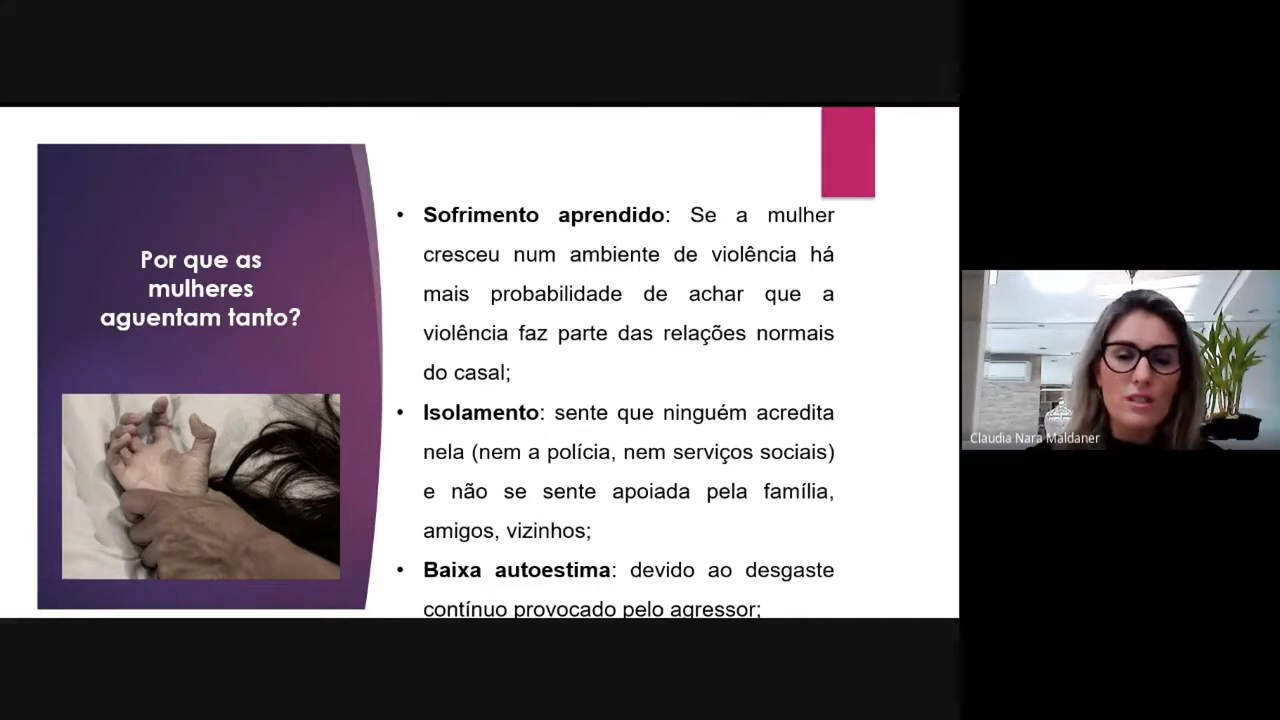 Por que as
mulheres
aguentam tanto?
• Sofrimento aprendido: Se a mulher
cresceu num ambiente de violência há
mais probabilidade de achar que a
violência faz parte das relações normais
do casal;
• Isolamento: sente que ninguém acredita
nela (nem a polícia, nem serviços sociais)
e não se sente apoiada pela família,
amigos, vizinhos;
• Baixa autoestima: devido ao desgaste
contínuo provocado pelo agressor;
Claudia Nara Maldaner